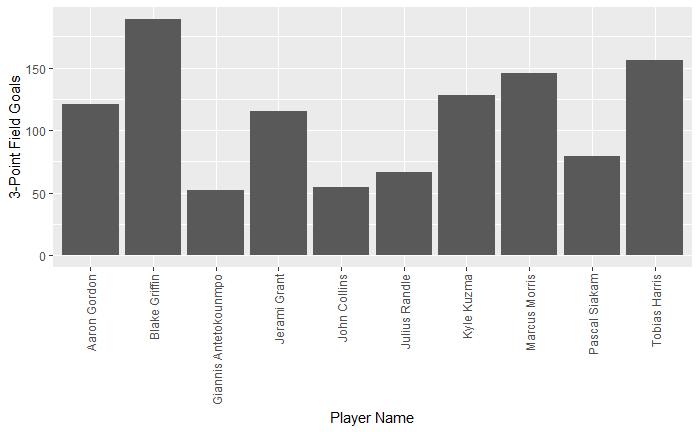 3-Point Field Goals
150
100
50
0
Aaron Gordon
Blake Griffin
Giannis Antetokounmpo
Jerami Grant
John Collins
Julius Randle
Kyle Kuzma
Marcus Morris
Pascal Siakam
Tobias Harris
Player Name